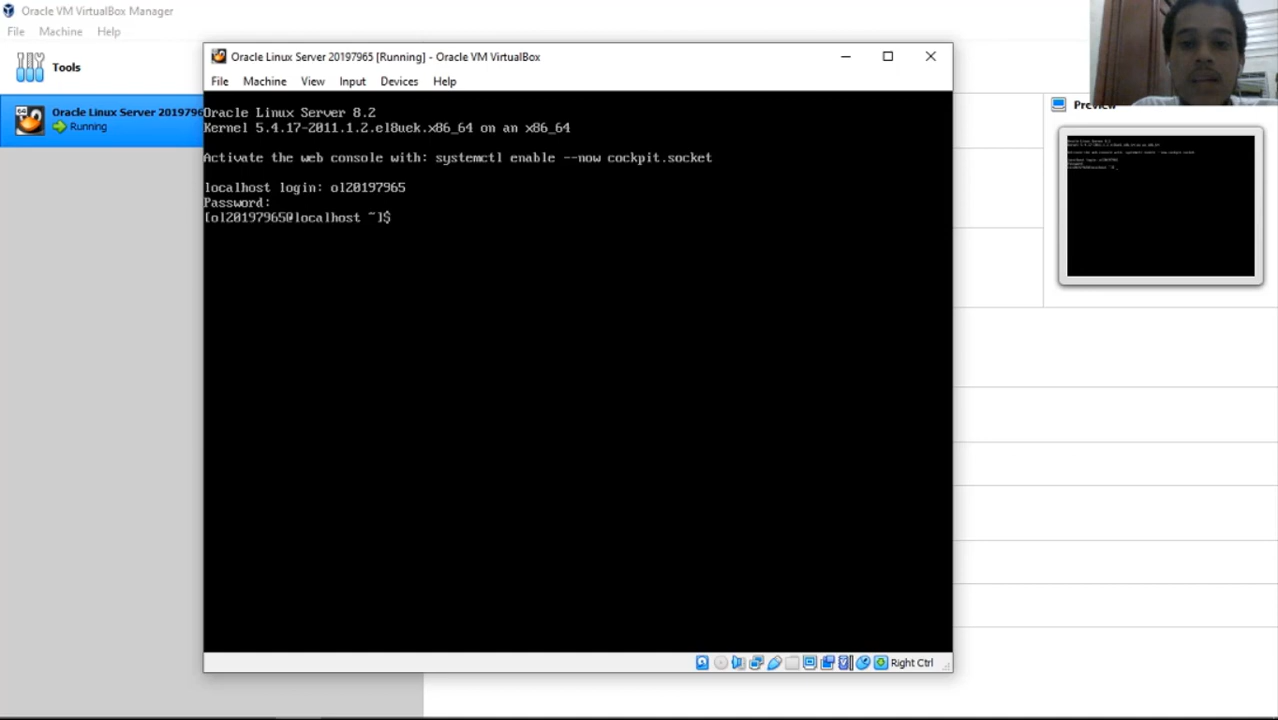 Oracle VM VirtualBox Manager
File Machine Help
Tools
Oracle Linux Server 2019796
Running
Oracle Linux Server 20197965 [Running] - Oracle VM VirtualBox
File Machine View Input Devices Help
Oracle Linux Server 8.2
Kernel 5.4.17-2011.1.2.el8uek.x86_64 on an x86_64
Activate the web console with: systemctl enable --now cockpit.socket
localhost login: ol20197965
Password:
[ol20197965@localhost ~]$
Right Ctrl
Preview